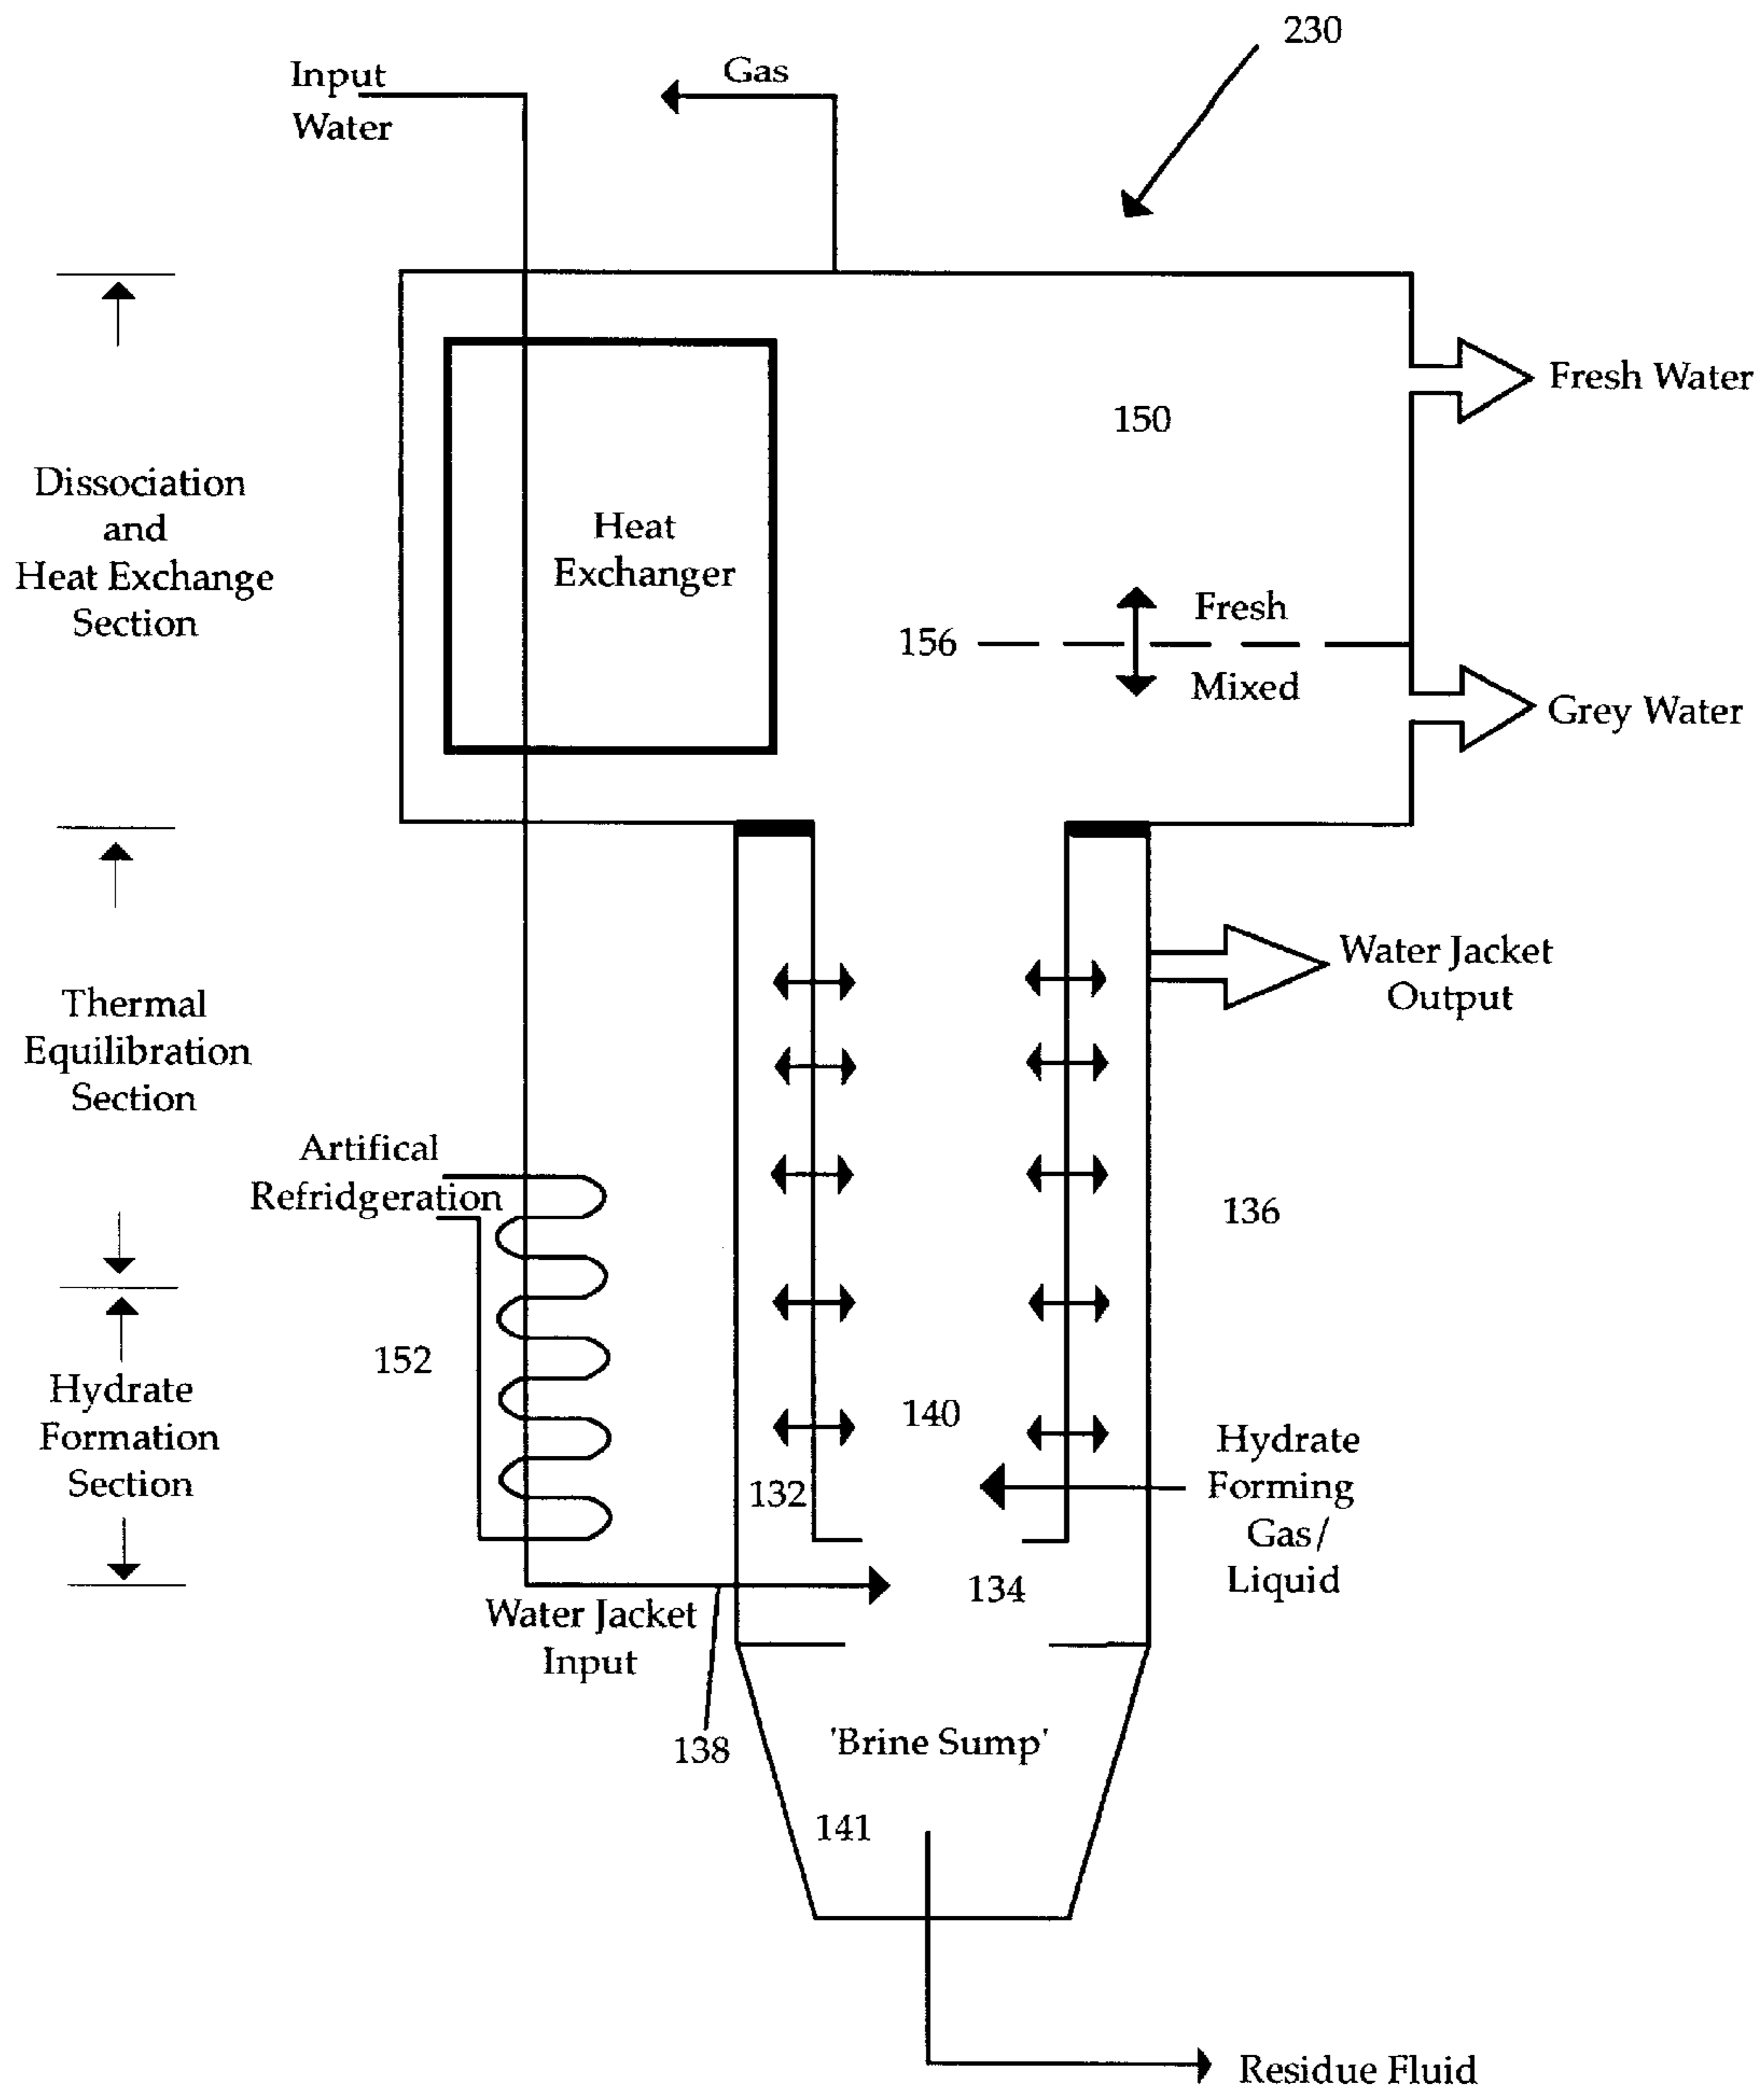 230
Input
Water
Gas
Fresh Water
150
Dissociation
and
Heat Exchange
Section
Heat
Exchanger
156
Fresh
Mixed
Grey Water
Water Jacket
Output
Thermal
Equilibration
Section
Artifical
Refridgeration
136
152
Hydrate
Formation
Section
140
132
Hydrate
Forming
Gas/
Liquid
134
Water Jacket
Input
138
'Brine Sump'
141
Residue Fluid